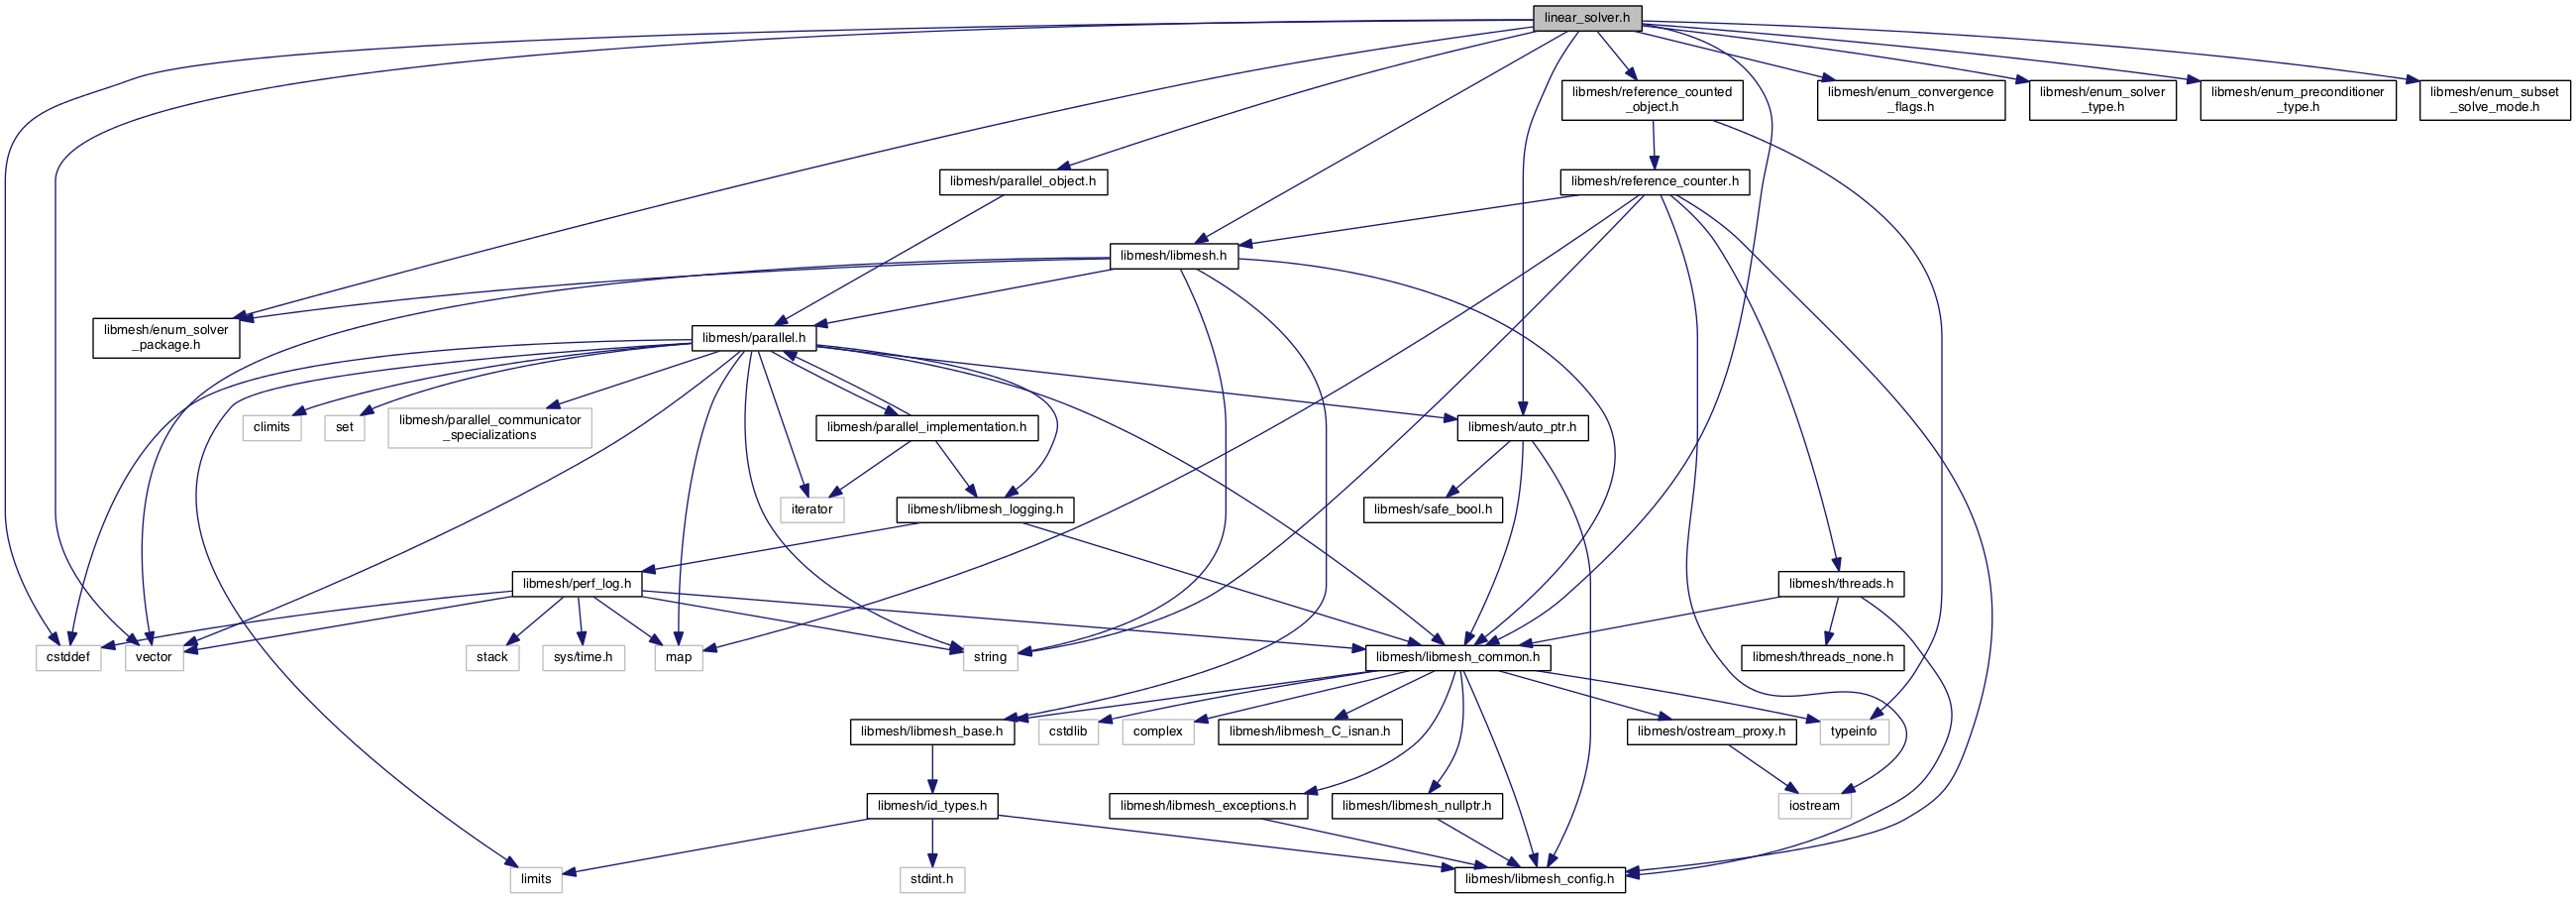 linear_solver.h
libmesh/reference_counted
_object.h
libmesh/enum_convergence
_flags.h
libmesh/enum_solver
_type.h
libmesh/enum_preconditioner
_type.h
libmesh/enum_subset
_solve_mode.h
libmesh/parallel_object.h
libmesh/reference_counter.h
libmesh/libmesh.h
libmesh/enum_solver
_package.h
libmesh/parallel.h
climits
set
libmesh/parallel_communicator
_specializations
libmesh/parallel_implementation.h
libmesh/auto_ptr.h
iterator
libmesh/libmesh_logging.h
libmesh/safe_bool.h
libmesh/perf_log.h
libmesh/threads.h
cstddef
vector
stack
sys/time.h
map
string
libmesh/libmesh_common.h
libmesh/threads_none.h
libmesh/libmesh_base.h
cstdlib
complex
libmesh/libmesh_C_isnan.h
libmesh/ostream_proxy.h
typeinfo
libmesh/id_types.h
libmesh/libmesh_exceptions.h
libmesh/libmesh_nullptr.h
iostream
limits
stdint.h
libmesh/libmesh_config.h